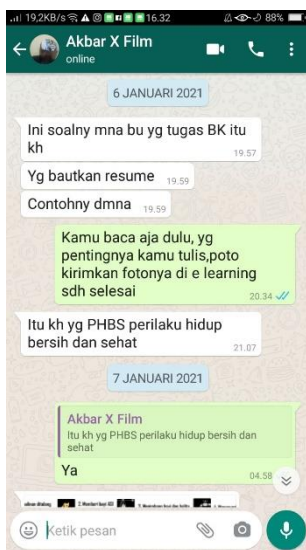 19,2KB/s 16.32 88%
Akbar X Film
online
6 JANUARI 2021
Ini soalny mna bu yg tugas BK itu
kh
19.57
Yg bautkan resume 19.59
Contohny dmna 19.59
Kamu baca aja dulu, yg
pentingnya kamu tulis,poto
kirimkan fotonya di e learning
sdh selesai
20.34
Itu kh yg PHBS perilaku hidup
bersih dan sehat
21.07
7 JANUARI 2021
Akbar X Film
Itu kh yg PHBS perilaku hidup bersih dan
sehat
Ya
04.58
Ketik pesan